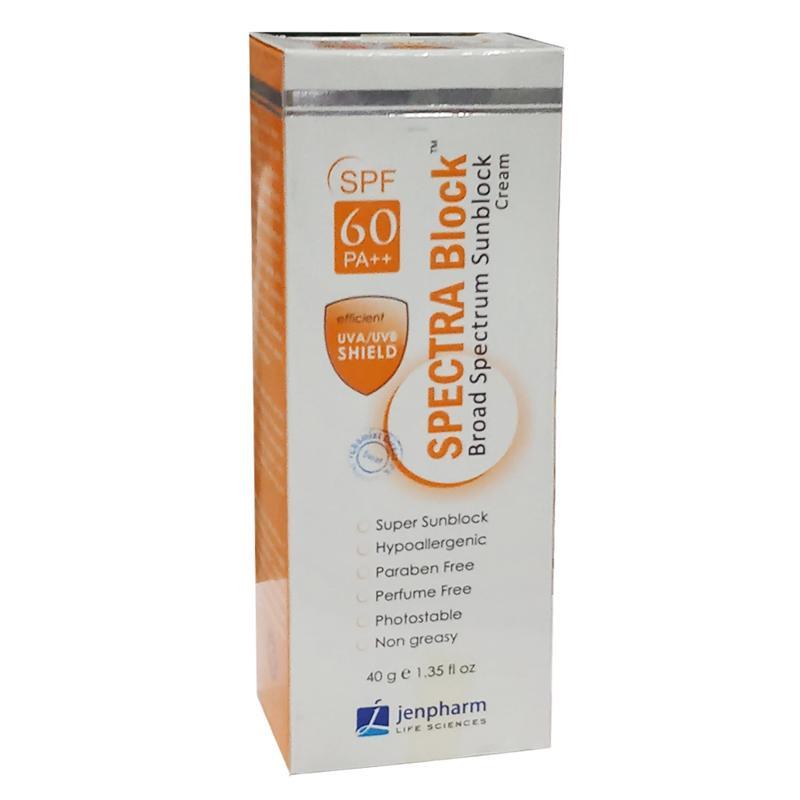 SPF
60
PA++
efficient
UVA/UVB
SHIELD
SPECTRA Block™
Broad Spectrum Sunblock
Cream
Super Sunblock
Hypoallergenic
Paraben Free
Perfume Free
Photostable
Non greasy
40 g ℮ 1.35 fl oz
jenpharm
LIFE SCIENCES